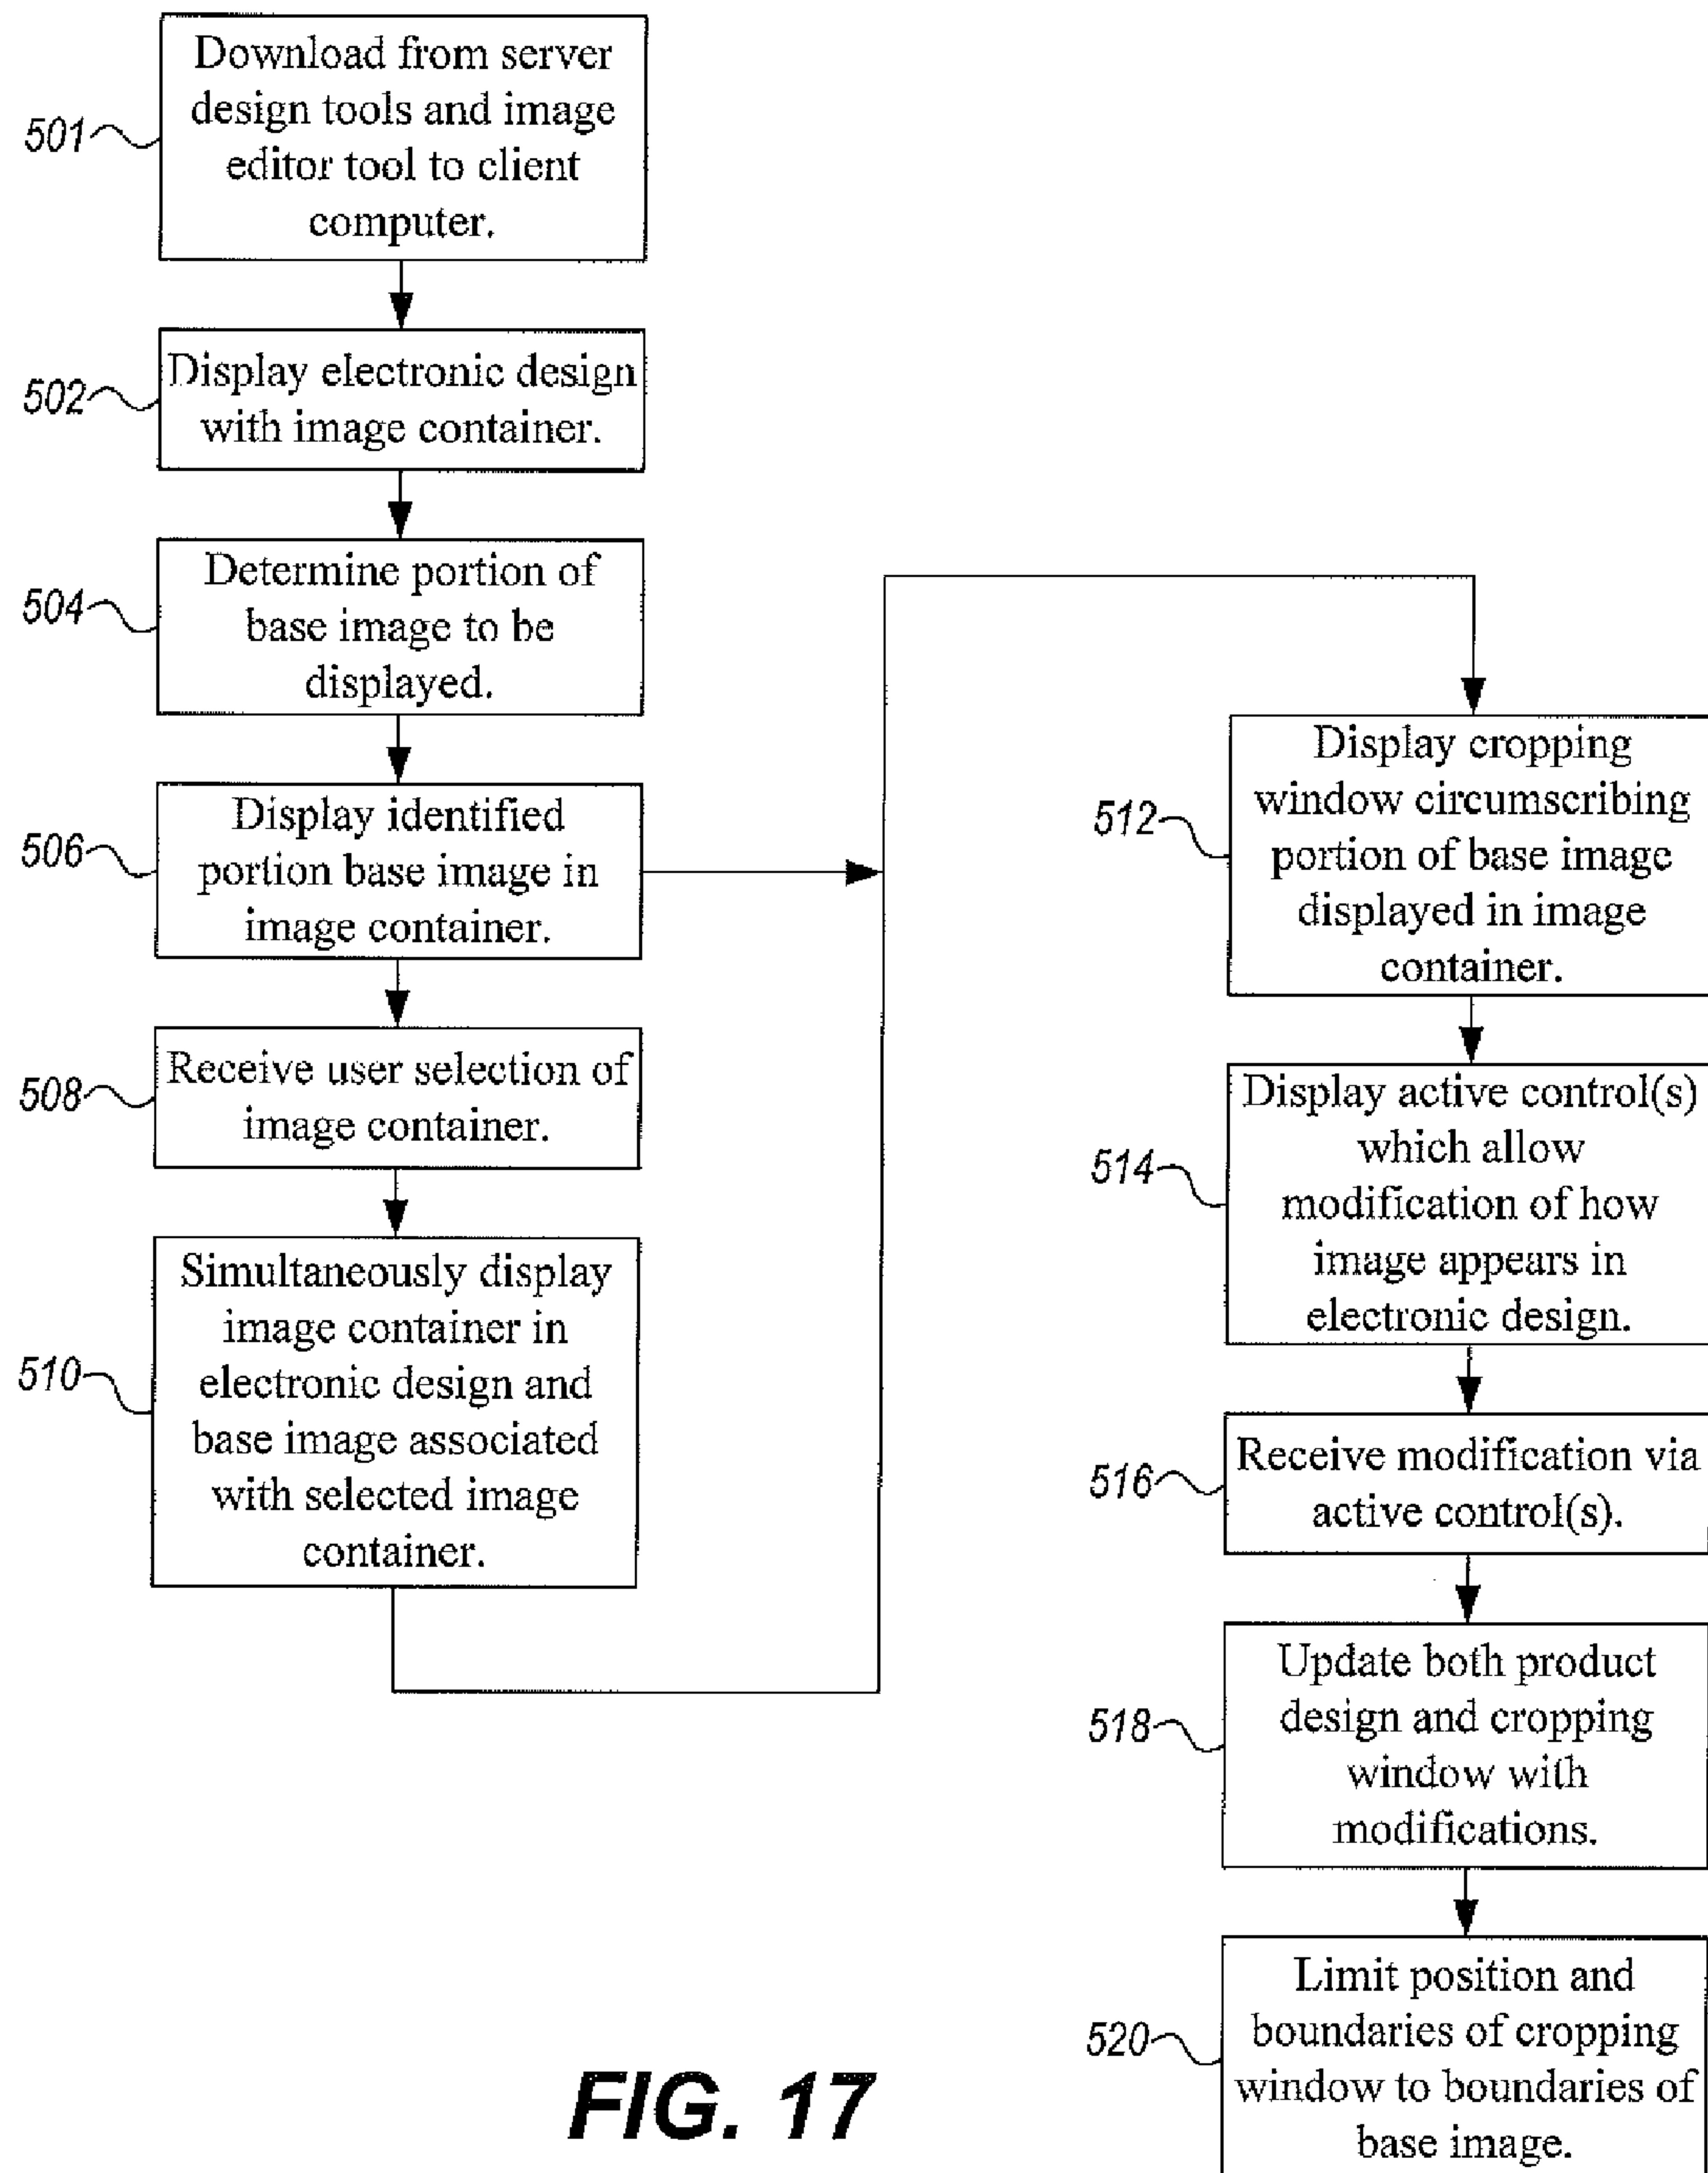 501
Download from server
design tools and image
editor tool to client
computer.
502
Display electronic design
with image container.
504
Determine portion of
base image to be
displayed.
506
Display identified
portion base image in
image container.
508
Receive user selection of
image container.
510
Simultaneously display
image container in
electronic design and
base image associated
with selected image
container.
512
Display cropping
window circumscribing
portion of base image
displayed in image
container.
514
Display active control(s)
which allow
modification of how
image appears in
electronic design.
516
Receive modification via
active control(s).
518
Update both product
design and cropping
window with
modifications.
520
Limit position and
boundaries of cropping
window to boundaries of
base image.
FIG. 17